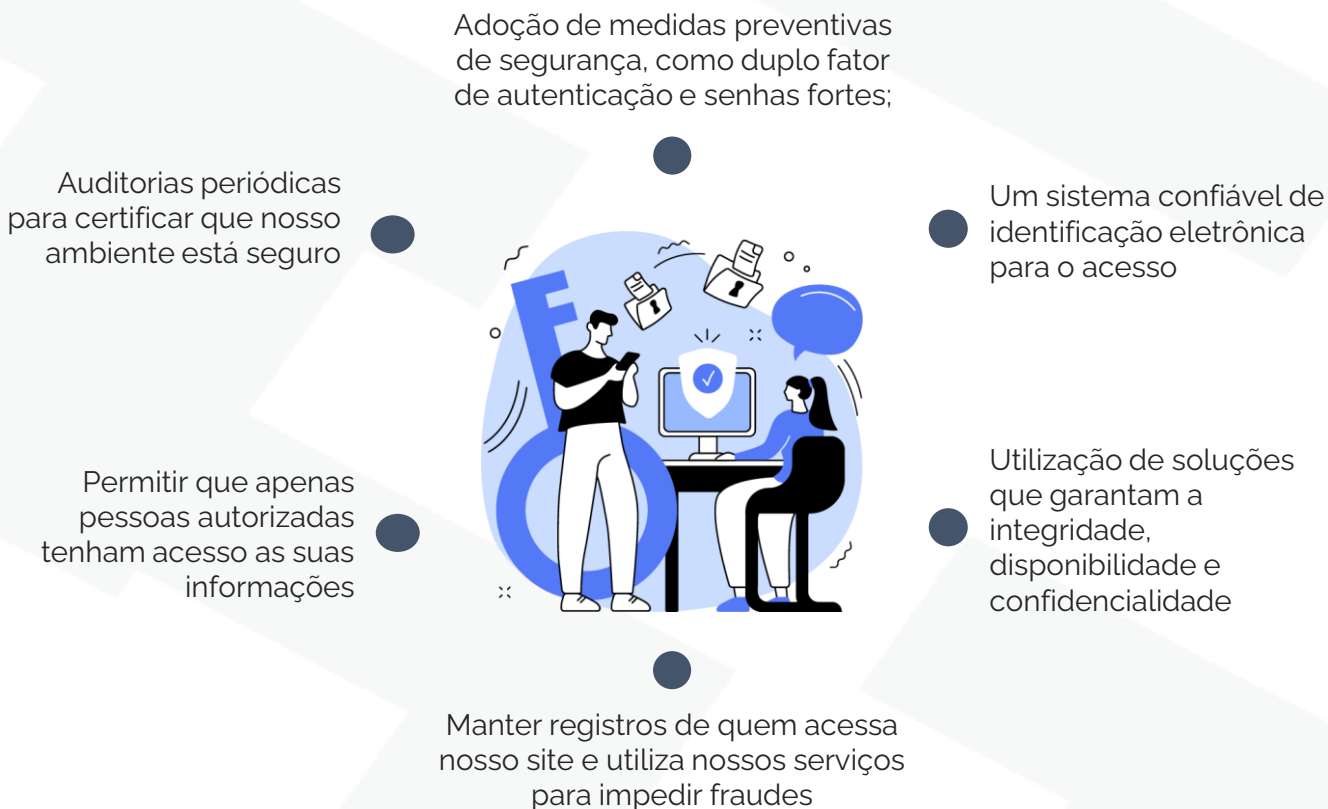 Adoção de medidas preventivas
de segurança, como duplo fator
de autenticação e senhas fortes;
Auditorias periódicas
para certificar que nosso
ambiente está seguro
Um sistema confiável de
identificação eletrônica
para o acesso
Permitir que apenas
pessoas autorizadas
tenham acesso as suas
informações
Utilização de soluções
que garantam a
integridade,
disponibilidade e
confidencialidade
Manter registros de quem acessa
nosso site e utiliza nossos serviços
para impedir fraudes